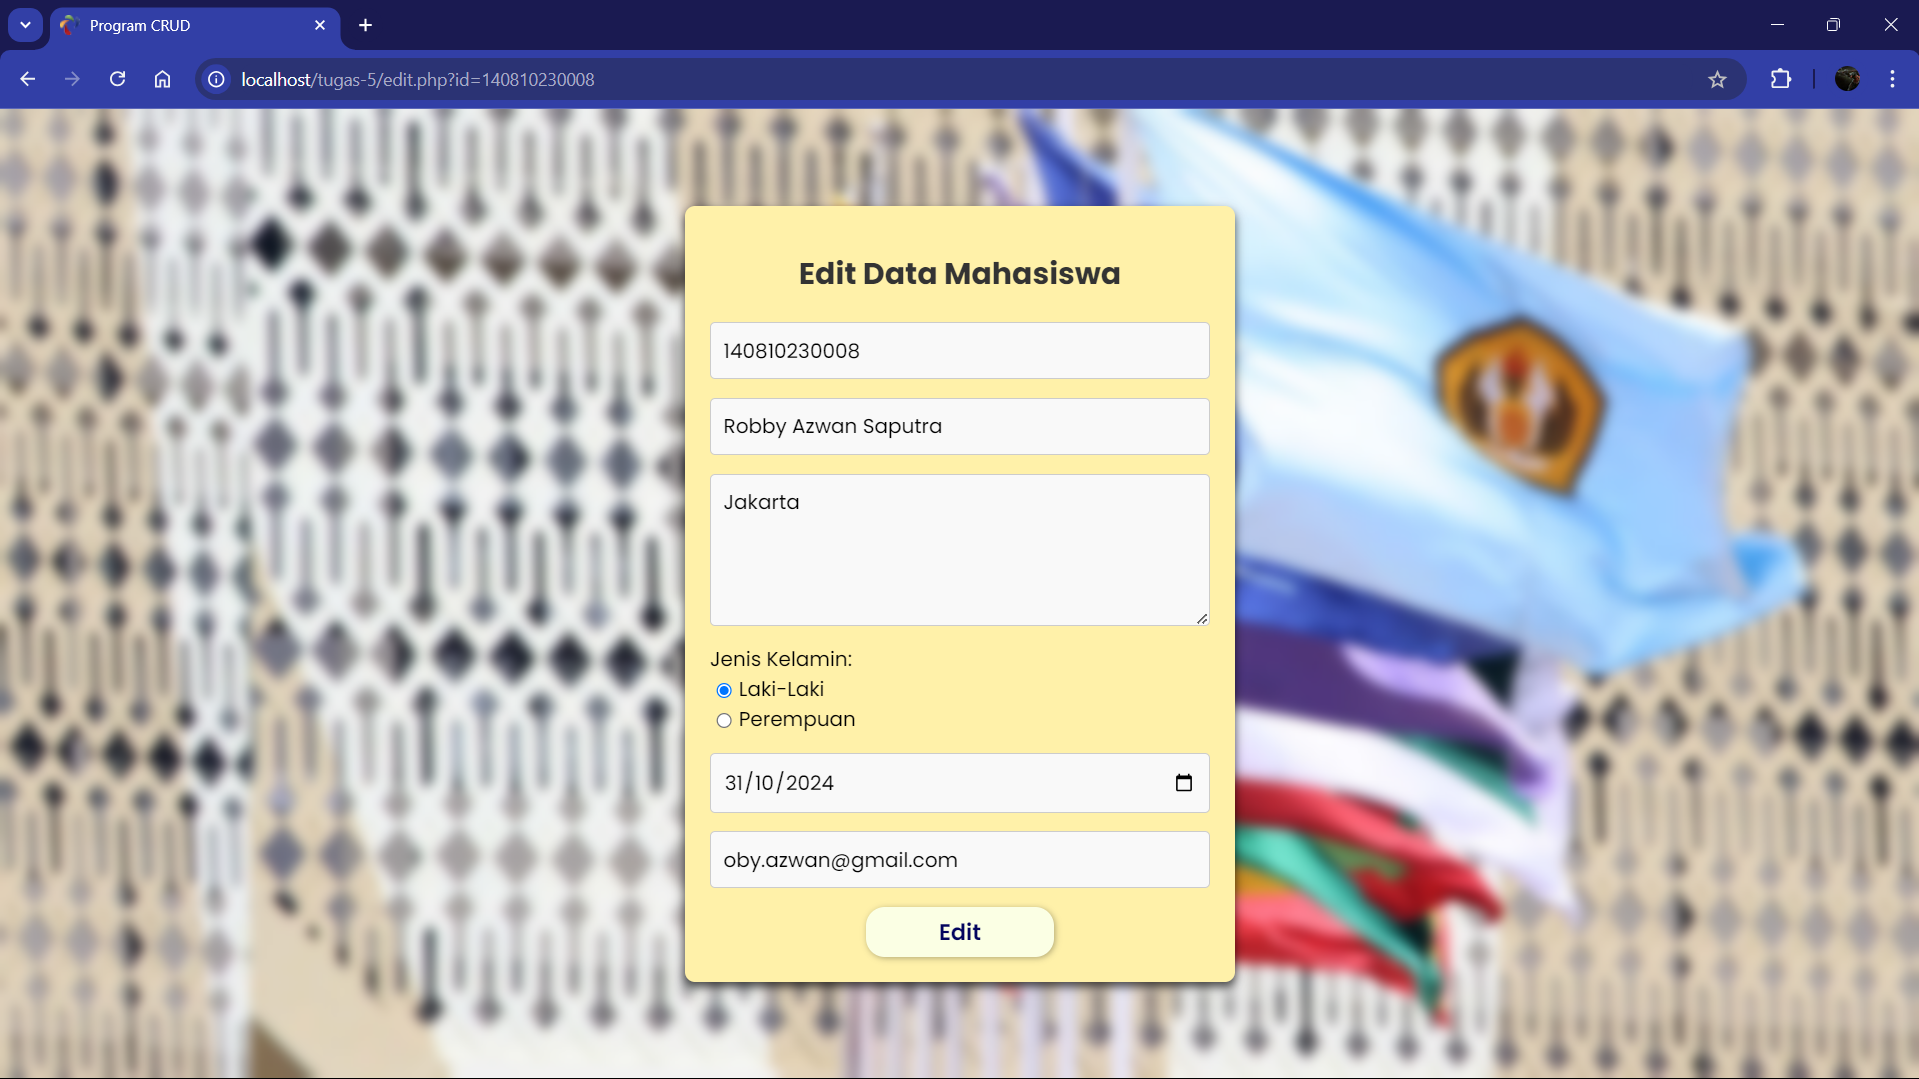 Program CRUD
localhost/tugas-5/edit.php?id=140810230008
Edit Data Mahasiswa
140810230008
Robby Azwan Saputra
Jakarta
Jenis Kelamin:
Laki-Laki
Perempuan
31/10/2024
oby.azwan@gmail.com
Edit